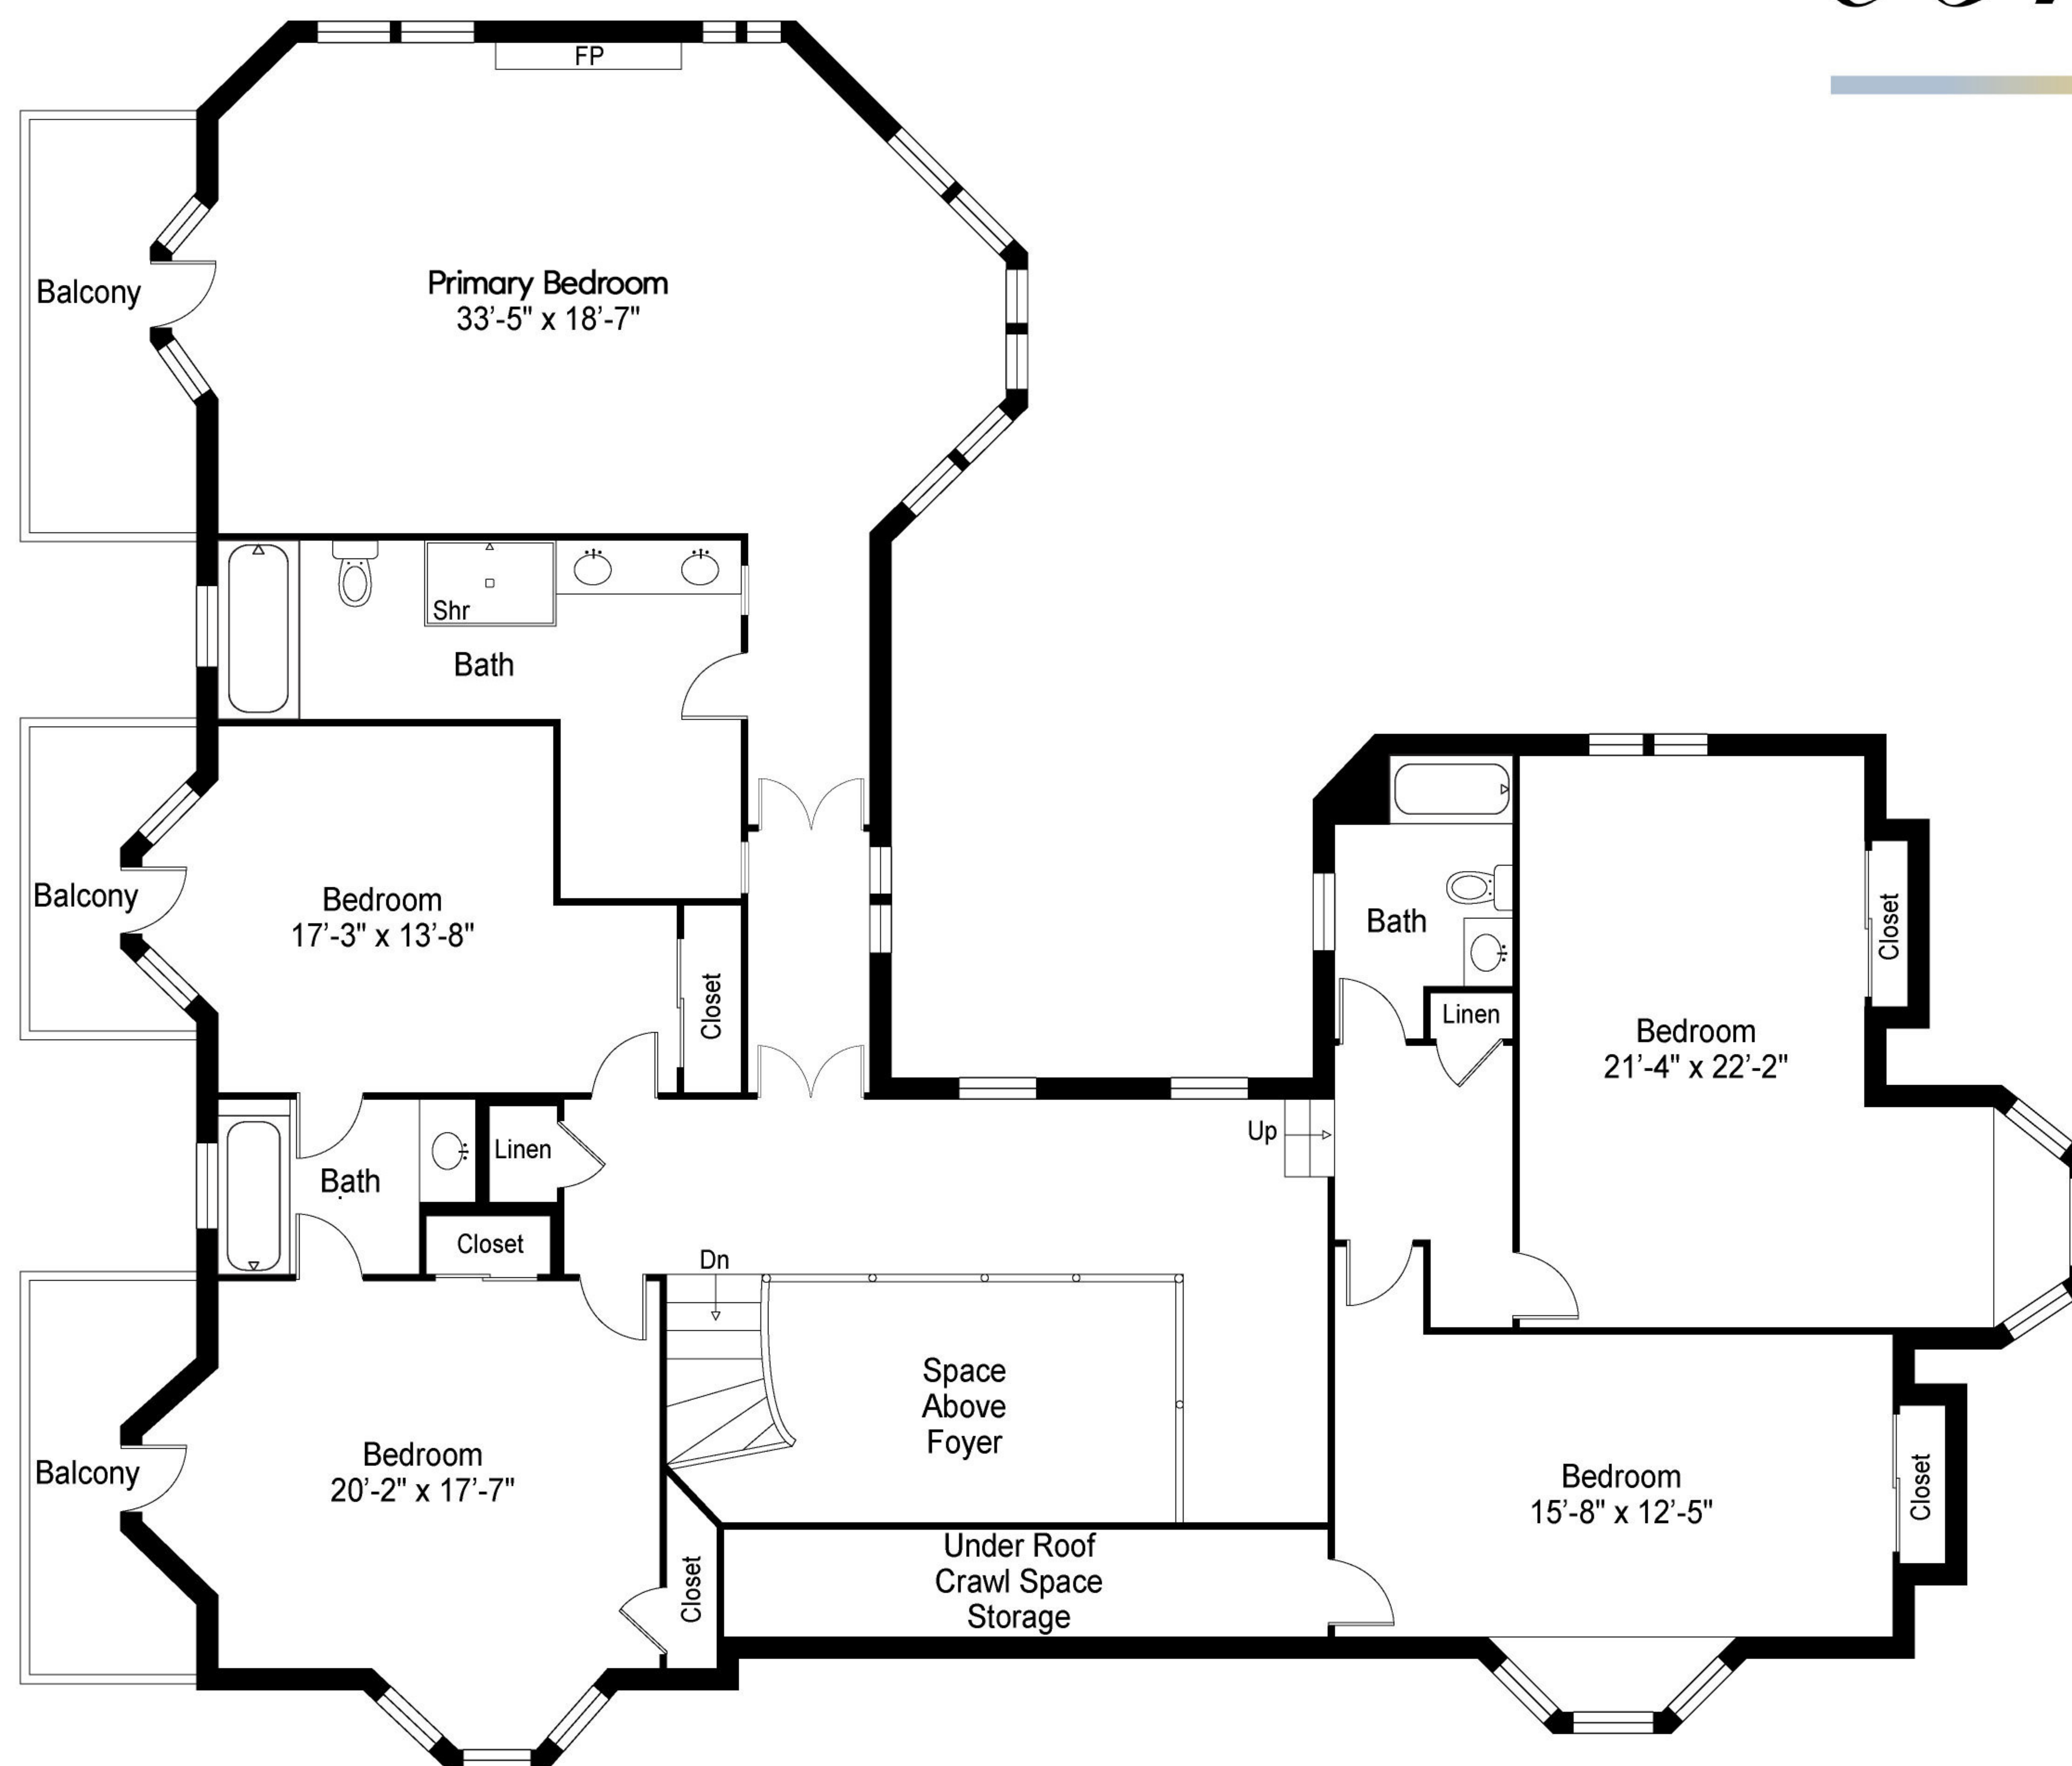 FP
Balcony
Primary Bedroom
33'-5" x 18'-7"
Shr
Bath
Balcony
Bedroom
17'-3" x 13'-8"
Closet
Bath
Linen
Closet
Bedroom
21'-4" x 22'-2"
Linen
Up
Bath
Closet
Dn
Space
Above
Foyer
Balcony
Bedroom
20'-2" x 17'-7"
Closet
Bedroom
15'-8" x 12'-5"
Closet
Under Roof
Crawl Space
Storage